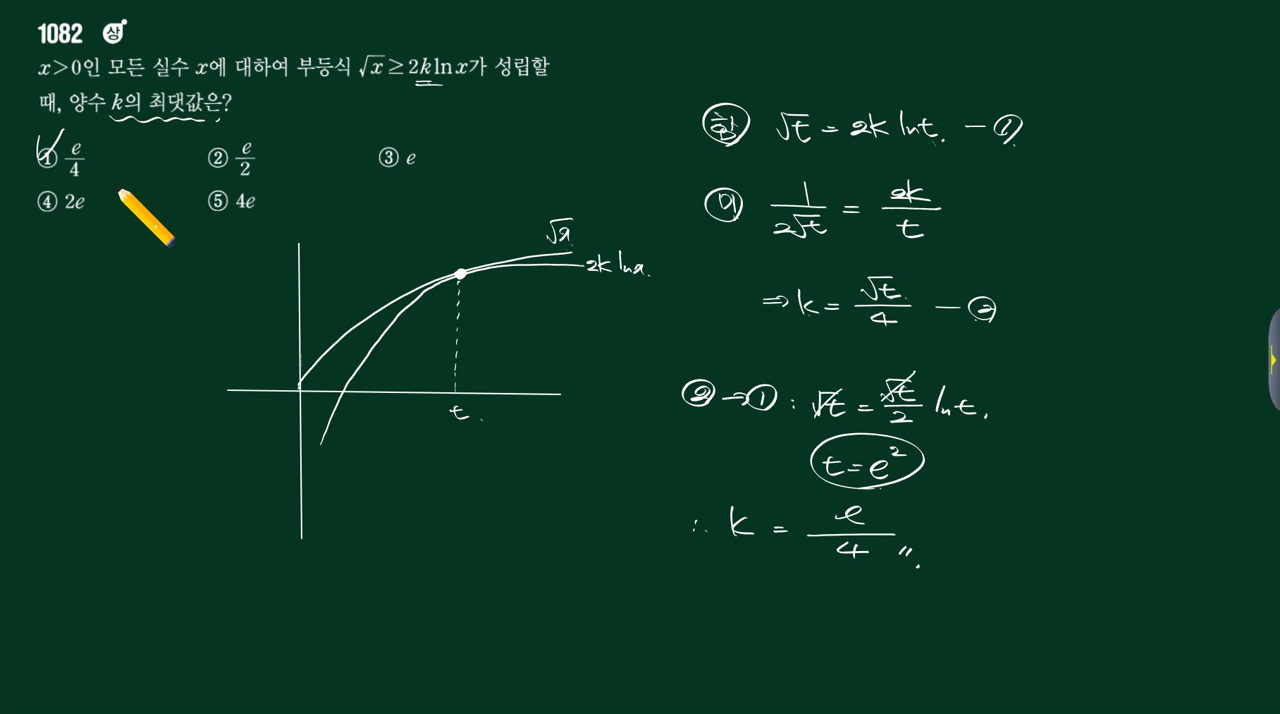 1082 상
x>0인 모든 실수 x에 대하여 부등식 √x ≥ 2k ln x가 성립할
때, 양수 k의 최댓값은?
① e/4 ② e/2 ③ e
④ 2e ⑤ 4e
√x
2k ln x.
t.
함 √t = 2k ln t. — ①
미 1/(2√t) = 2k/t
⇒ k = √t/4 — ②
② → ① : √t = √t/2 ln t.
t = e²
∴ k = e/4 〃.